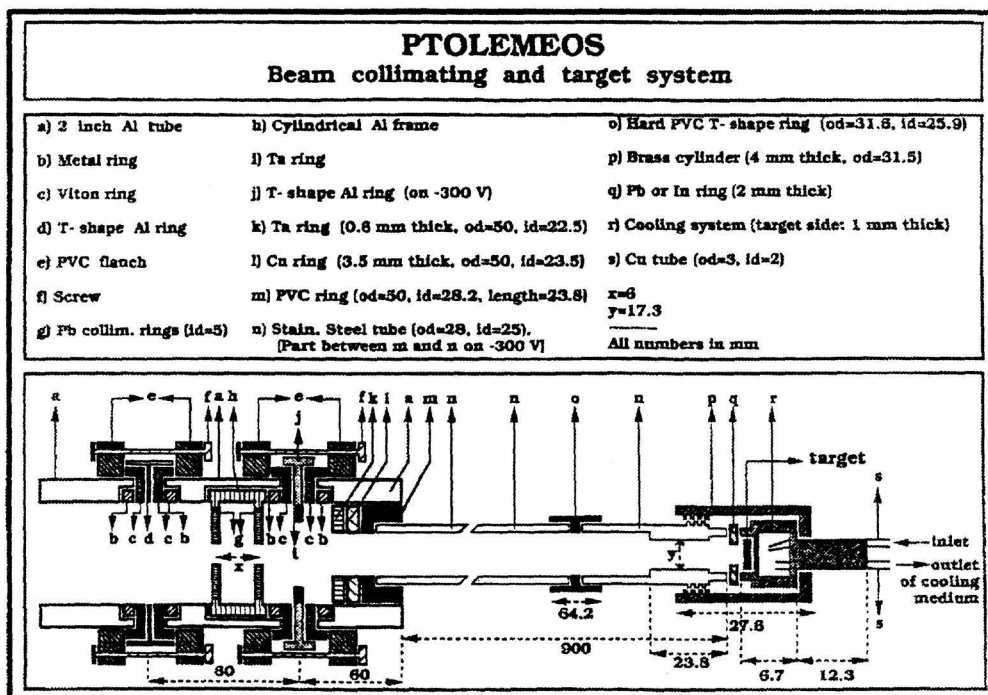 PTOLEMEOS
Beam collimating and target system
a) 2 inch Al tube
b) Metal ring
c) Viton ring
d) T- shape Al ring
e) PVC flanch
f) Screw
g) Pb collim. rings (id=5)
h) Cylindrical Al frame
i) Ta ring
j) T- shape Al ring (on -300 V)
k) Ta ring (0.6 mm thick, od=50, id=22.5)
l) Cu ring (3.5 mm thick, od=50, id=23.5)
m) PVC ring (od=50, id=28.2, length=23.8)
n) Stain. Steel tube (od=28, id=25).
[Part between m and n on -300 V]
o) Hard PVC T- shape ring (od=31.8, id=25.9)
p) Brass cylinder (4 mm thick, od=31.5)
q) Pb or In ring (2 mm thick)
r) Cooling system (target side: 1 mm thick)
s) Cu tube (od=3, id=2)
x=6
y=17.3
All numbers in mm
a e f a h e f k l a m n n o n p q r
j
target
s
b c d c b g b c c b
i
x
y
inlet
outlet
of cooling
medium
s
64.2
27.6
900
23.8
6.7 12.3
80 60